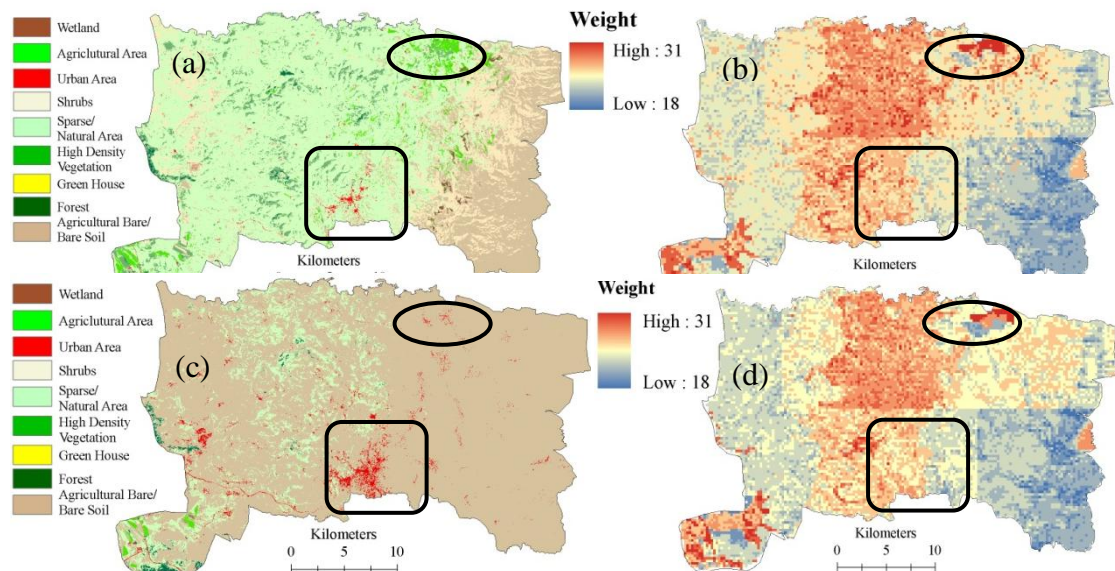 Wetland
Agriclutural Area
Urban Area
Shrubs
Sparse/
Natural Area
High Density
Vegetation
Green House
Forest
Agricultural Bare/
Bare Soil
(a)
Kilometers
Weight
High : 31
Low : 18
(b)
Kilometers
Wetland
Agriclutural Area
Urban Area
Shrubs
Sparse/
Natural Area
High Density
Vegetation
Green House
Forest
Agricultural Bare/
Bare Soil
(c)
Kilometers
0 5 10
Weight
High : 31
Low : 18
(d)
Kilometers
0 5 10